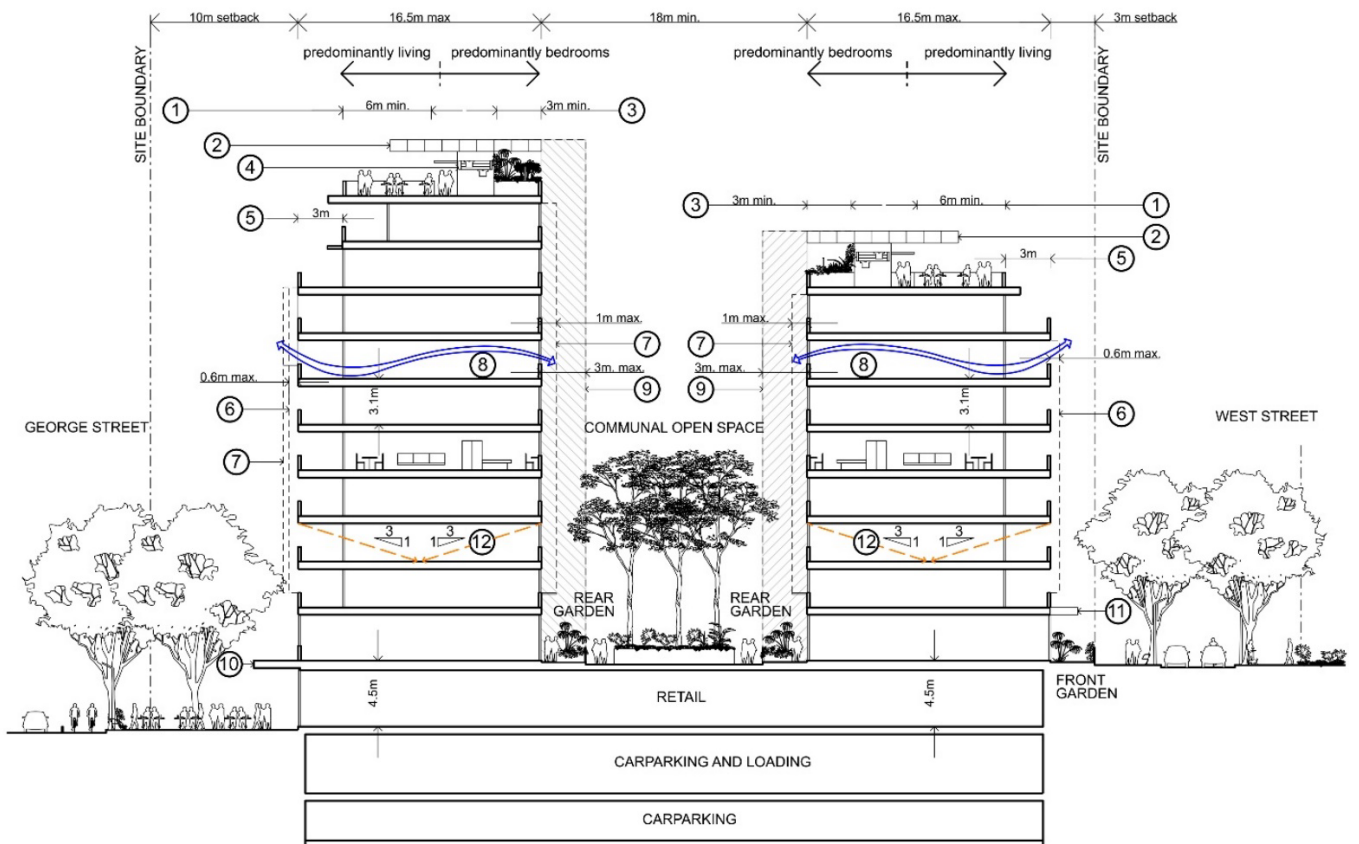 10m setback
16.5m max
18m min.
16.5m max.
3m setback
SITE BOUNDARY
SITE BOUNDARY
predominantly living
predominantly bedrooms
predominantly bedrooms
predominantly living
1
6m min.
3m min.
3
2
4
5
3m
3
3m min.
6m min.
1
2
3m
5
1m max.
1m max.
7
7
8
8
0.6m max.
0.6m max.
3m. max.
3m. max.
9
9
6
3.1m
3.1m
6
GEORGE STREET
COMMUNAL OPEN SPACE
WEST STREET
7
3
1
3
1
12
12
3
1
3
1
REAR
GARDEN
REAR
GARDEN
11
10
4.5m
RETAIL
4.5m
FRONT
GARDEN
CARPARKING AND LOADING
CARPARKING